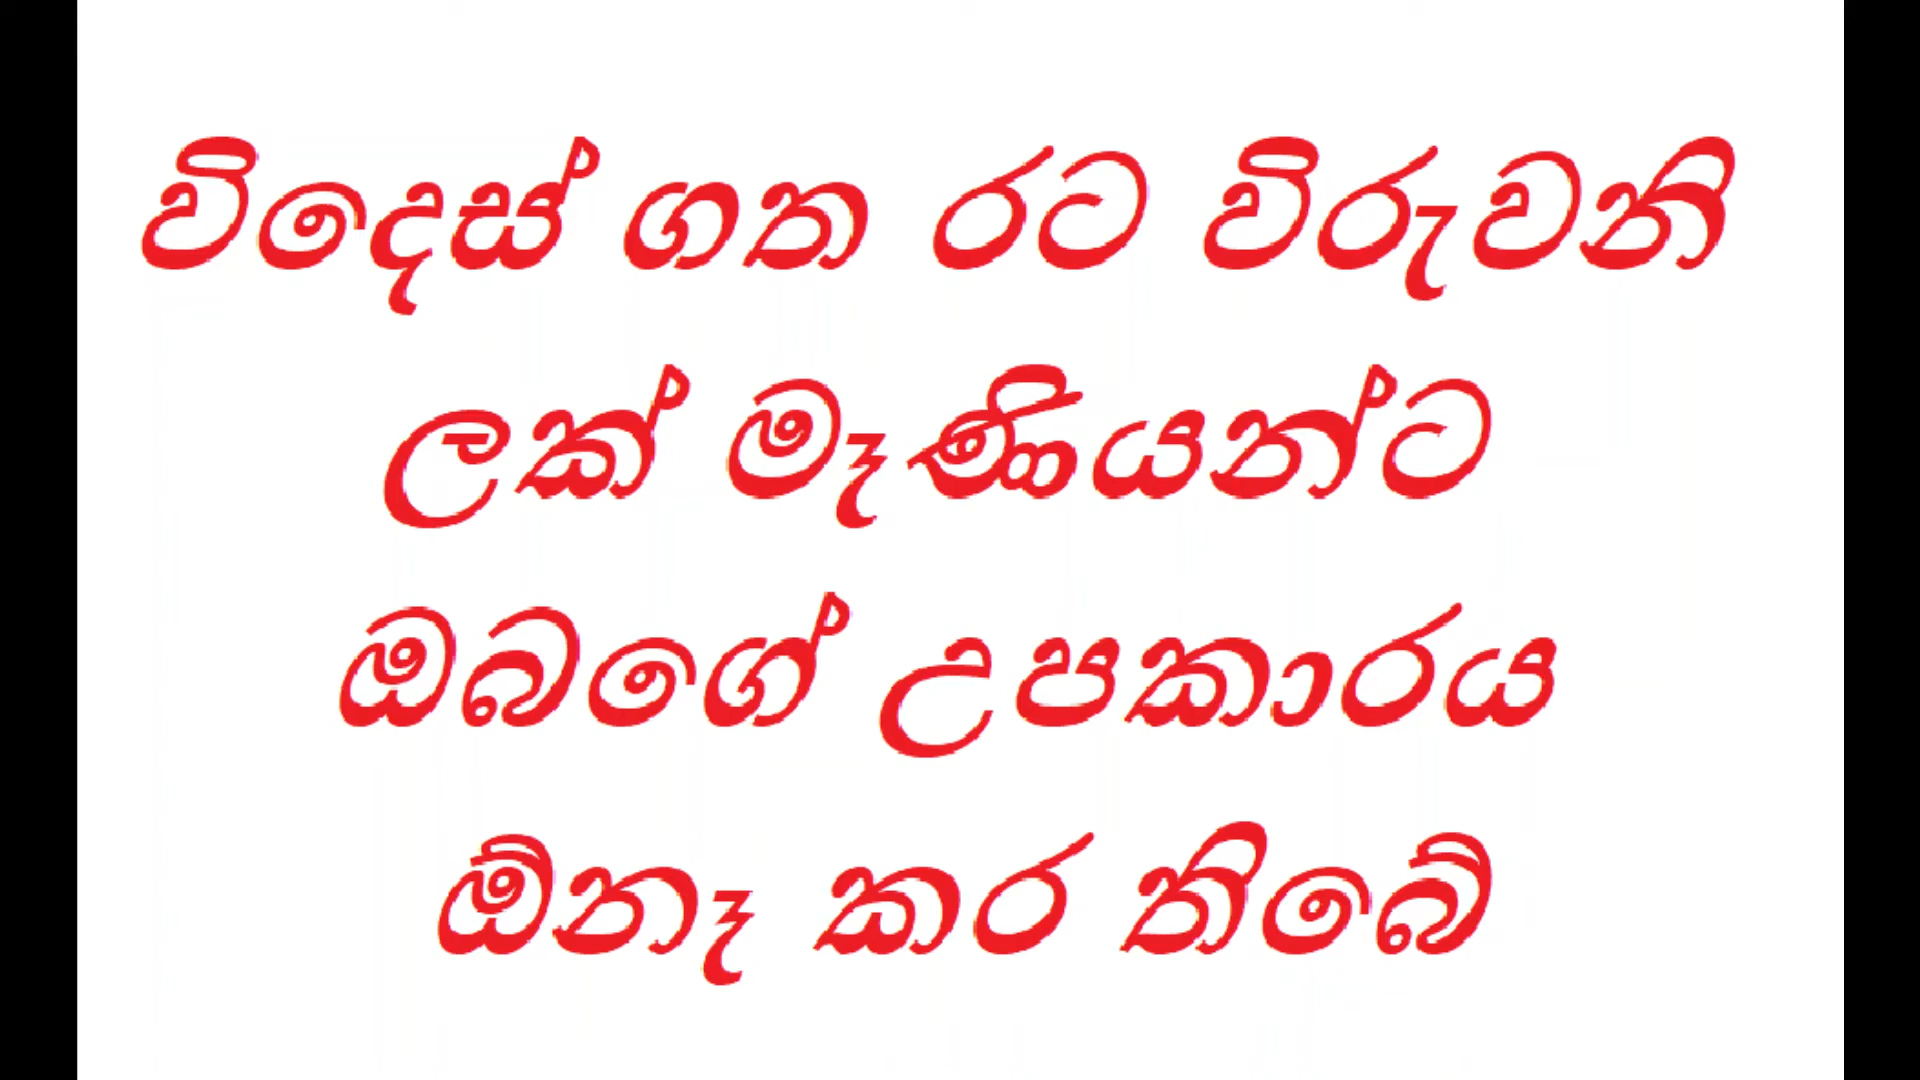 විදෙස් ගත රට විරුවනි
ලක් මෑණියන්ට
ඔබගේ උපකාරය
ඕනෑ කර තිබේ